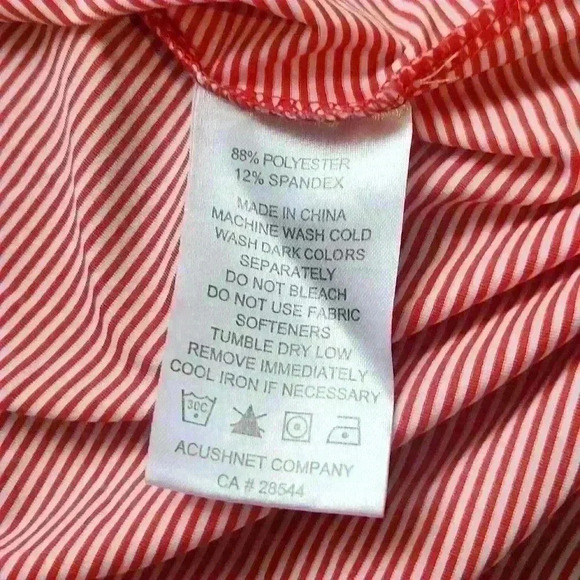 88% POLYESTER
12% SPANDEX
MADE IN CHINA
MACHINE WASH COLD
WASH DARK COLORS
SEPARATELY
DO NOT BLEACH
DO NOT USE FABRIC
SOFTENERS
TUMBLE DRY LOW
REMOVE IMMEDIATELY
COOL IRON IF NECESSARY
30C
ACUSHNET COMPANY
CA # 28544